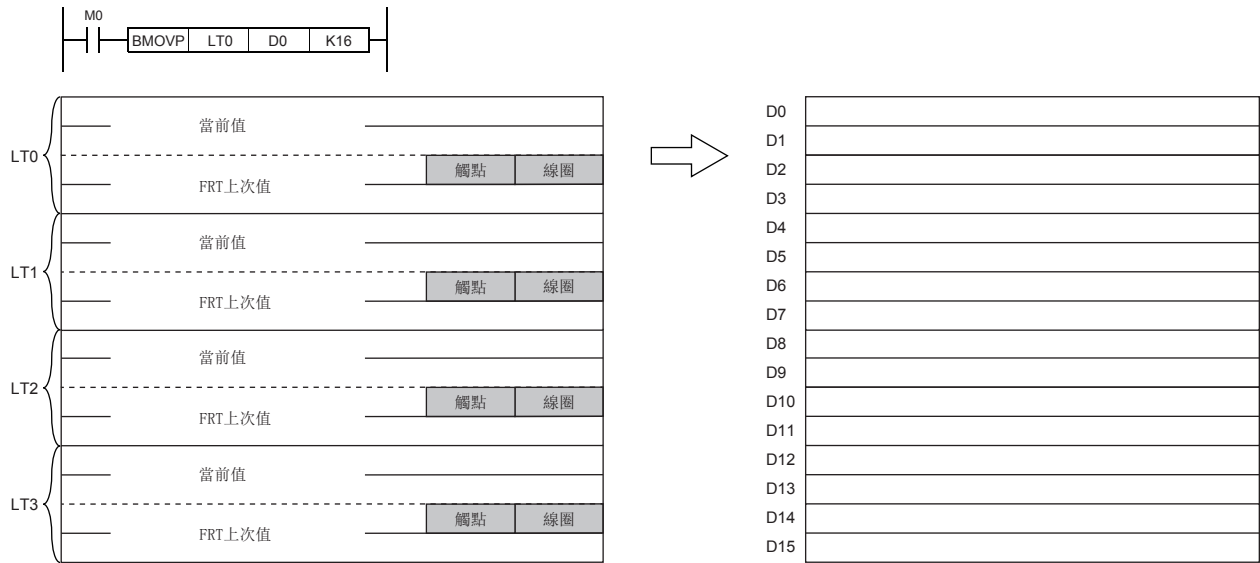 M0
BMOVP LT0 D0 K16
LT0
當前值
觸點 線圈
FRT上次值
LT1
當前值
觸點 線圈
FRT上次值
LT2
當前值
觸點 線圈
FRT上次值
LT3
當前值
觸點 線圈
FRT上次值
D0
D1
D2
D3
D4
D5
D6
D7
D8
D9
D10
D11
D12
D13
D14
D15